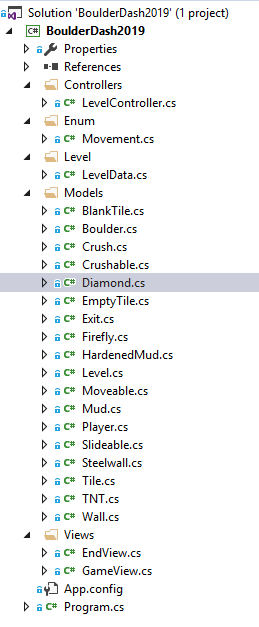 Solution 'BoulderDash2019' (1 project)
C# BoulderDash2019
Properties
References
Controllers
C# LevelController.cs
Enum
C# Movement.cs
Level
C# LevelData.cs
Models
C# BlankTile.cs
C# Boulder.cs
C# Crush.cs
C# Crushable.cs
C# Diamond.cs
C# EmptyTile.cs
C# Exit.cs
C# Firefly.cs
C# HardenedMud.cs
C# Level.cs
C# Moveable.cs
C# Mud.cs
C# Player.cs
C# Slideable.cs
C# Steelwall.cs
C# Tile.cs
C# TNT.cs
C# Wall.cs
Views
C# EndView.cs
C# GameView.cs
App.config
C# Program.cs